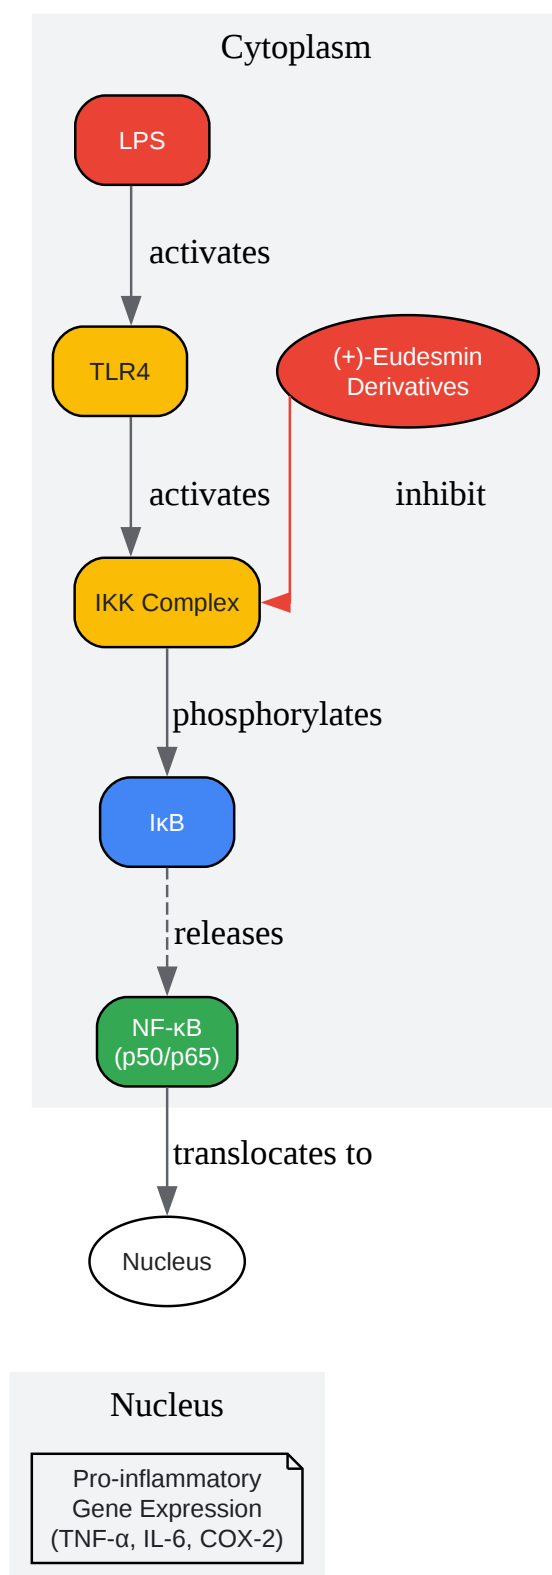 Cytoplasm
LPS
activates
TLR4
(+)-Eudesmin
Derivatives
activates
inhibit
IKK Complex
phosphorylates
IκB
releases
NF-κB
(p50/p65)
translocates to
Nucleus
Nucleus
Pro-inflammatory
Gene Expression
(TNF-α, IL-6, COX-2)